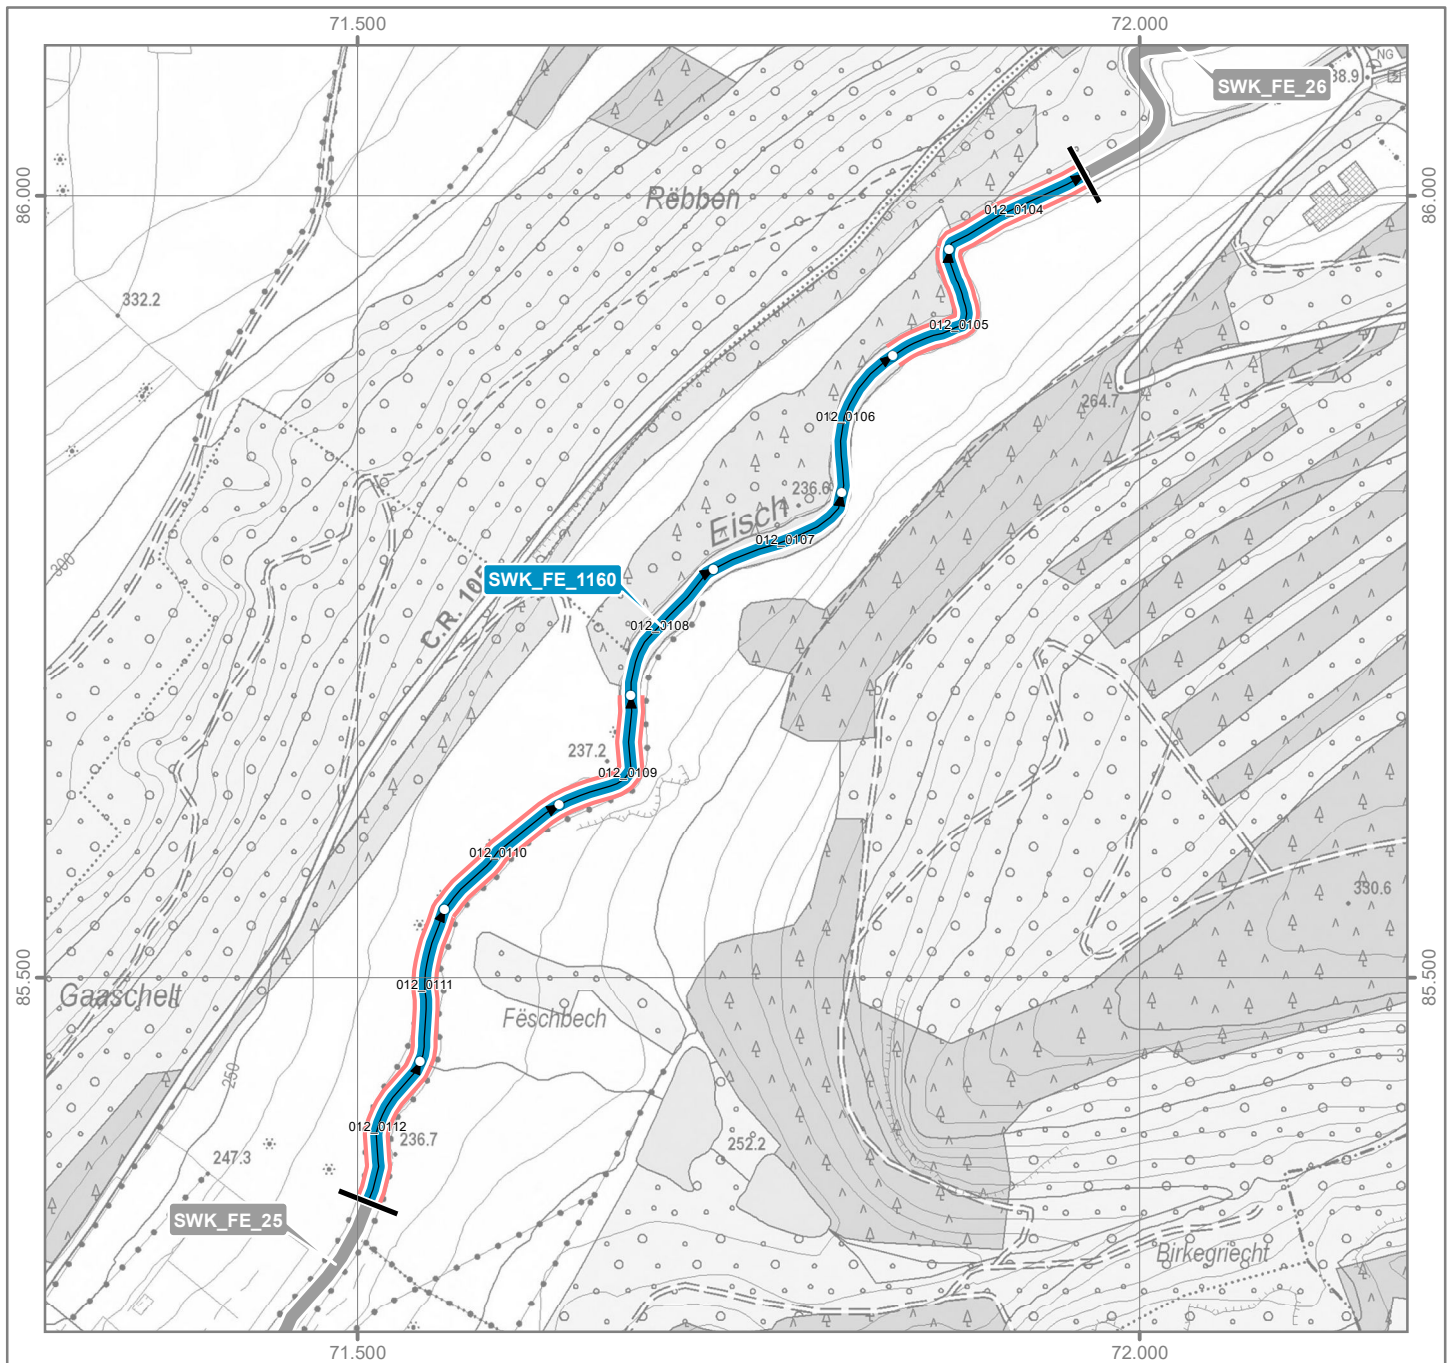 71.500
72.000
NG
38.9
SWK_FE_26
86.000
86.000
Rëbben
012_0104
332.2
012_0105
264.7
012_0106
236.6
Eisch
012_0107
300
SWK_FE_1160
C.R. 105
012_0108
237.2
012_0109
012_0110
330.6
85.500
85.500
012_0111
Gaaschelt
Fëschbech
250
012_0112
236.7
247.3
252.2
SWK_FE_25
Birkegriecht
71.500
72.000